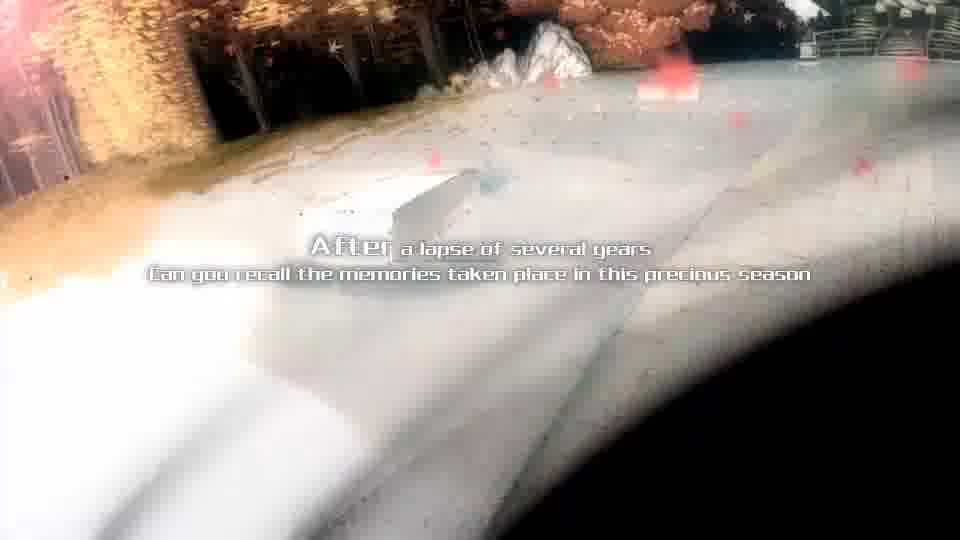 After a lapse of several years
Can you recall the memories taken place in this precious season